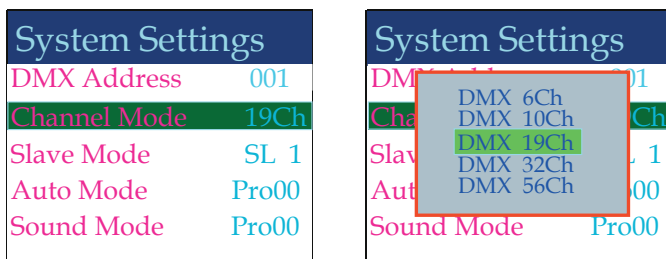 System Settings
DMX Address 001
Channel Mode 19Ch
Slave Mode SL 1
Auto Mode Pro00
Sound Mode Pro00
System Settings
DMX 6Ch
DMX 10Ch
DMX 19Ch
DMX 32Ch
DMX 56Ch
Sound Mode Pro00